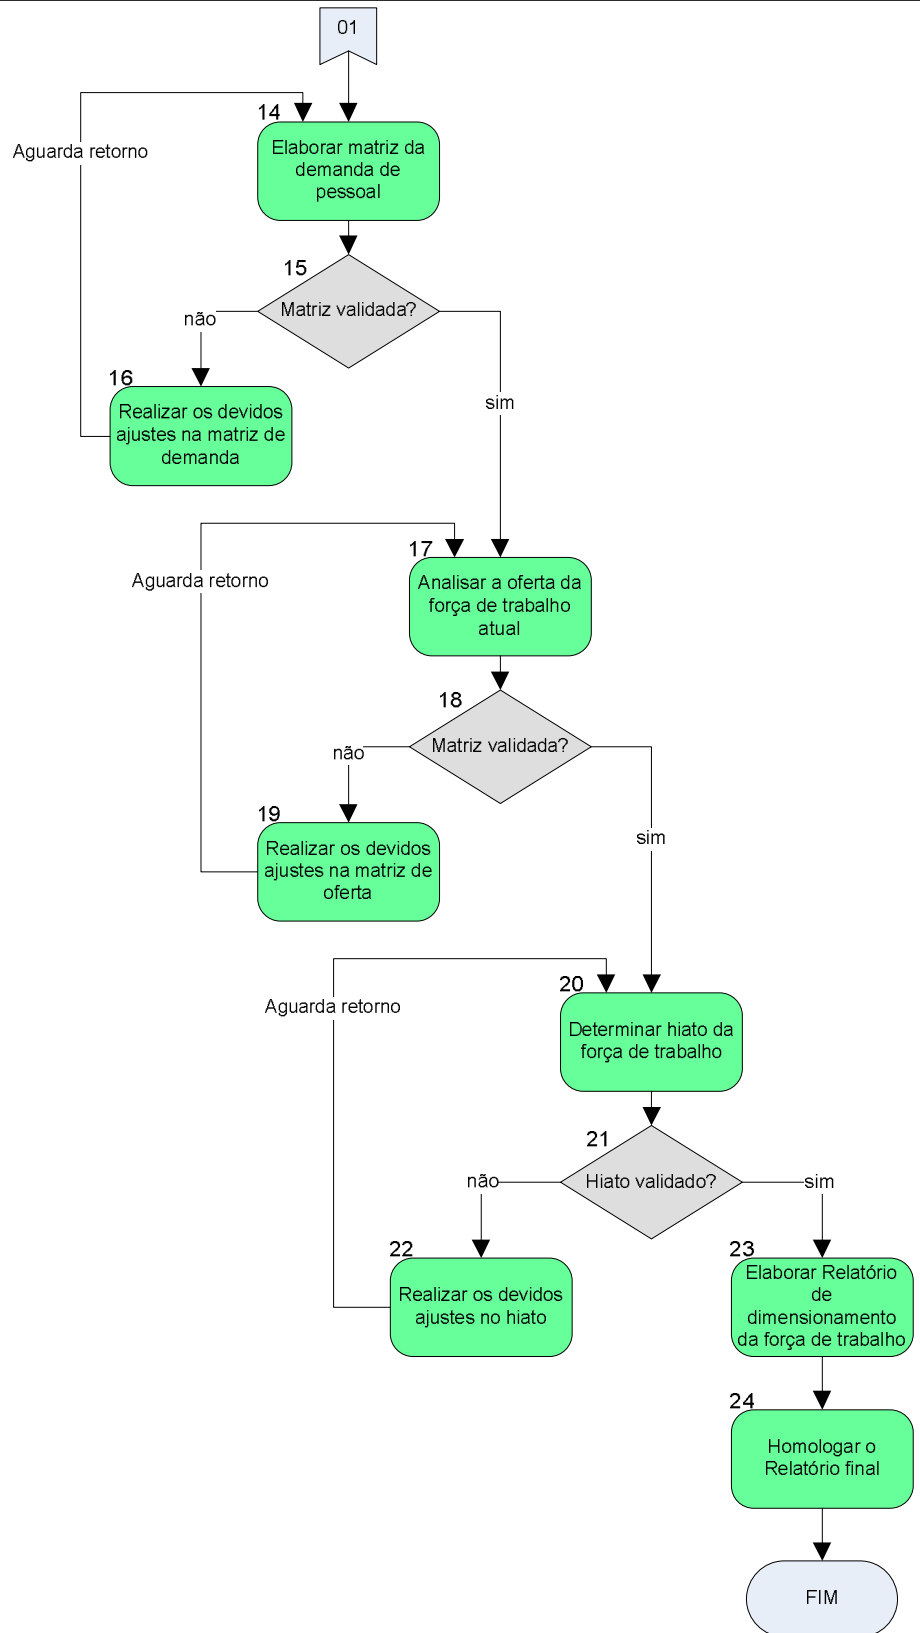 01
14
Aguarda retorno
Elaborar matriz da
demanda de
pessoal
15
Matriz validada?
não
sim
16
Realizar os devidos
ajustes na matriz de
demanda
17
Aguarda retorno
Analisar a oferta da
força de trabalho
atual
18
Matriz validada?
não
sim
19
Realizar os devidos
ajustes na matriz de
oferta
20
Aguarda retorno
Determinar hiato da
força de trabalho
21
Hiato validado?
não
sim
22
Realizar os devidos
ajustes no hiato
23
Elaborar Relatório
de
dimensionamento
da força de trabalho
24
Homologar o
Relatório final
FIM